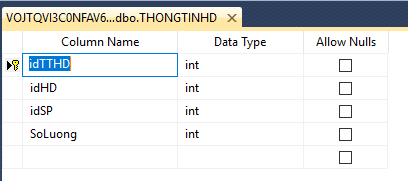 VOJTQVI3C0NFAV6...dbo.THONGTINHD
Column Name Data Type Allow Nulls
idTTHD int
idHD int
idSP int
SoLuong int